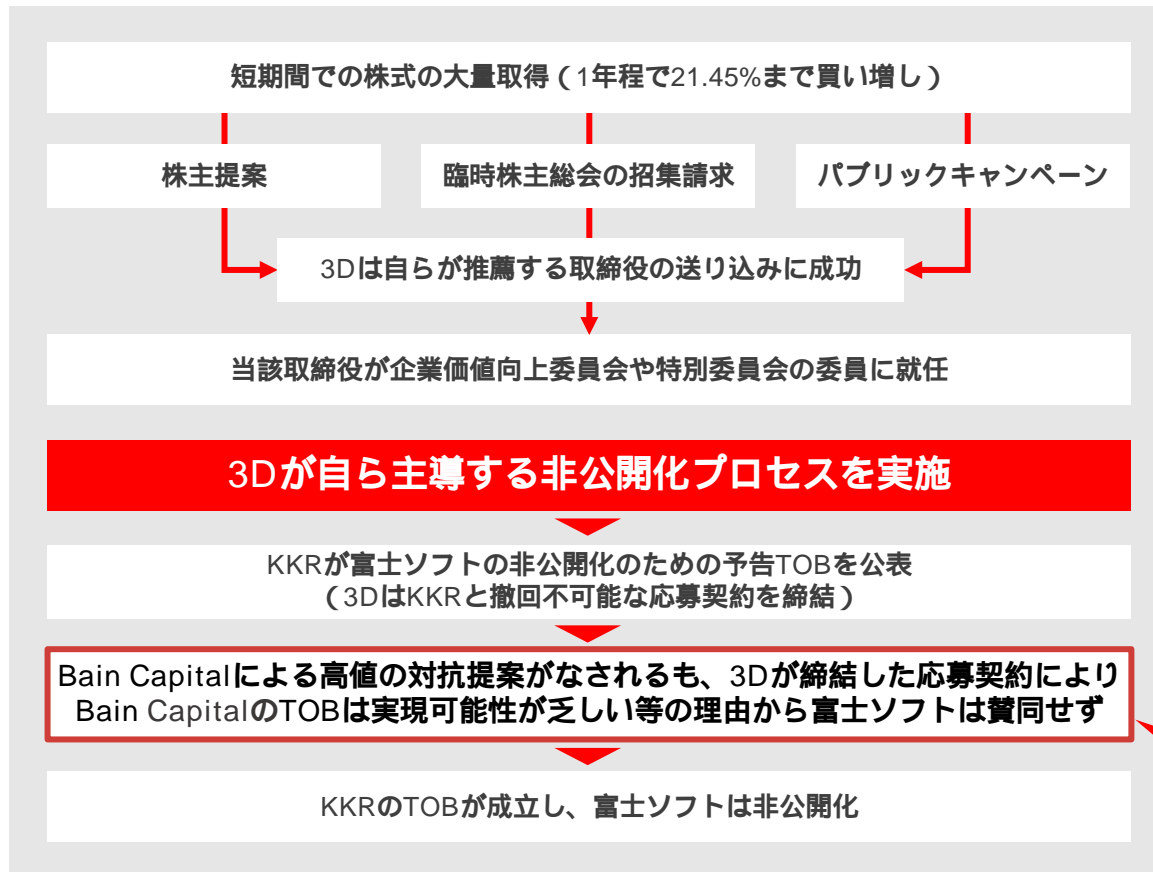 短期間での株式の大量取得（1年程で21.45%まで買い増し）
株主提案
臨時株主総会の招集請求
パブリックキャンペーン
3Dは自らが推薦する取締役の送り込みに成功
当該取締役が企業価値向上委員会や特別委員会の委員に就任
3Dが自ら主導する非公開化プロセスを実施
KKRが富士ソフトの非公開化のための予告TOBを公表
（3DはKKRと撤回不可能な応募契約を締結）
Bain Capitalによる高値の対抗提案がなされるも、3Dが締結した応募契約により
Bain CapitalのTOBは実現可能性が乏しい等の理由から富士ソフトは賛同せず
KKRのTOBが成立し、富士ソフトは非公開化